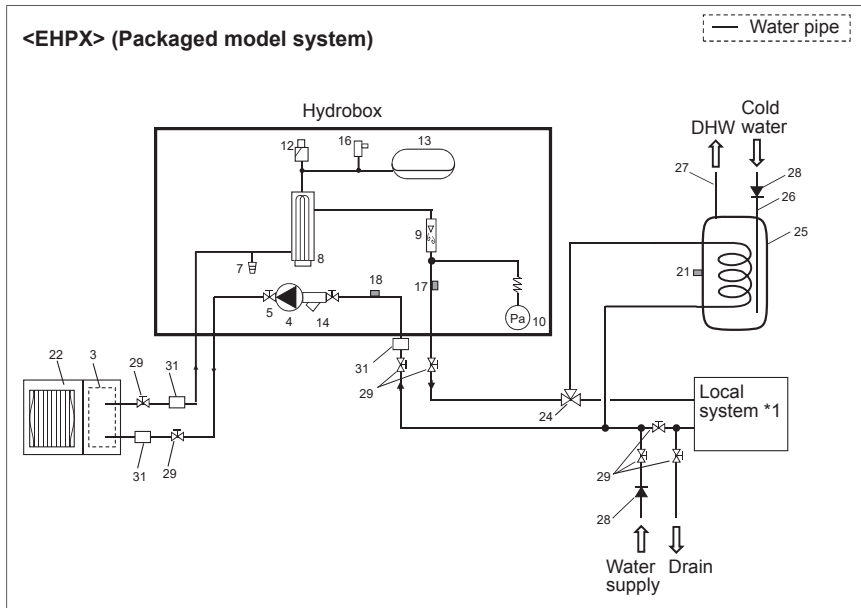 <EHPX> (Packaged model system)
Water pipe
Hydrobox
DHW
Cold
water
12
16
13
27
28
26
25
9
8
7
21
18
17
5
4
14
10
Pa
22
3
29
31
31
29
24
Local
system *1
31
29
29
28
Water
supply
Drain